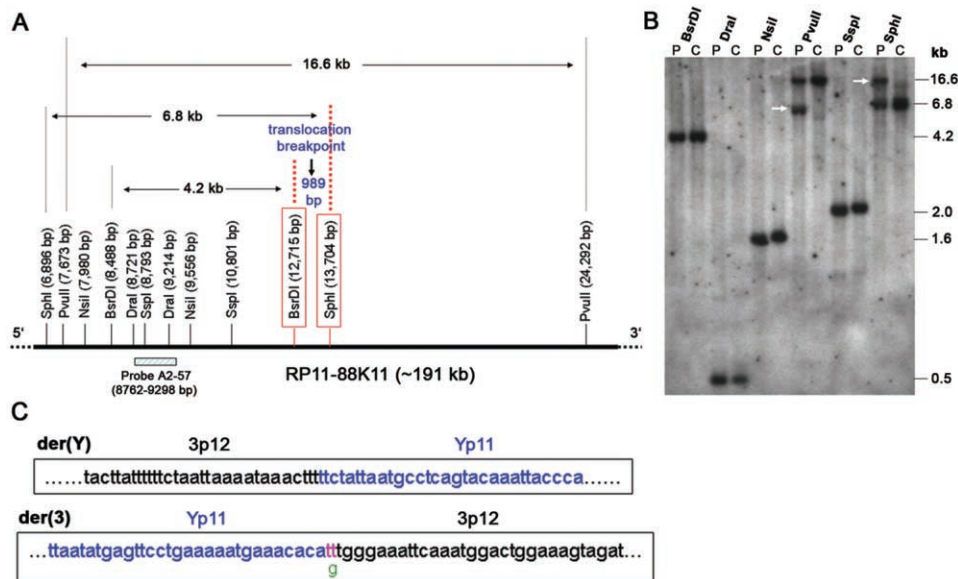 A
16.6 kb
6.8 kb
translocation
breakpoint
989
bp
4.2 kb
SphI (6,896 bp)
PvuII (7,673 bp)
NsiI (7,980 bp)
BsrDI (8,488 bp)
DraI (8,721 bp)
SspI (8,793 bp)
DraI (9,214 bp)
NsiI (9,556 bp)
SspI (10,801 bp)
BsrDI (12,715 bp)
SphI (13,704 bp)
PvuII (24,292 bp)
5' 3'
Probe A2-57
(8762-9298 bp)
RP11-88K11 (~191 kb)
B
BsrDI DraI NsiI PvuII SspI SphI
P C P C P C P C P C P C kb
16.6
6.8
4.2
2.0
1.6
0.5
C
der(Y) 3p12 Yp11
......tacttattttttctaattaaaataaacttttttctattaatgcctcagtacaaattaccca......
der(3) Yp11 3p12
...ttaatatgagttcctgaaaaatgaaacacatttgggaaattcaaatggactggaaagtagat...
g